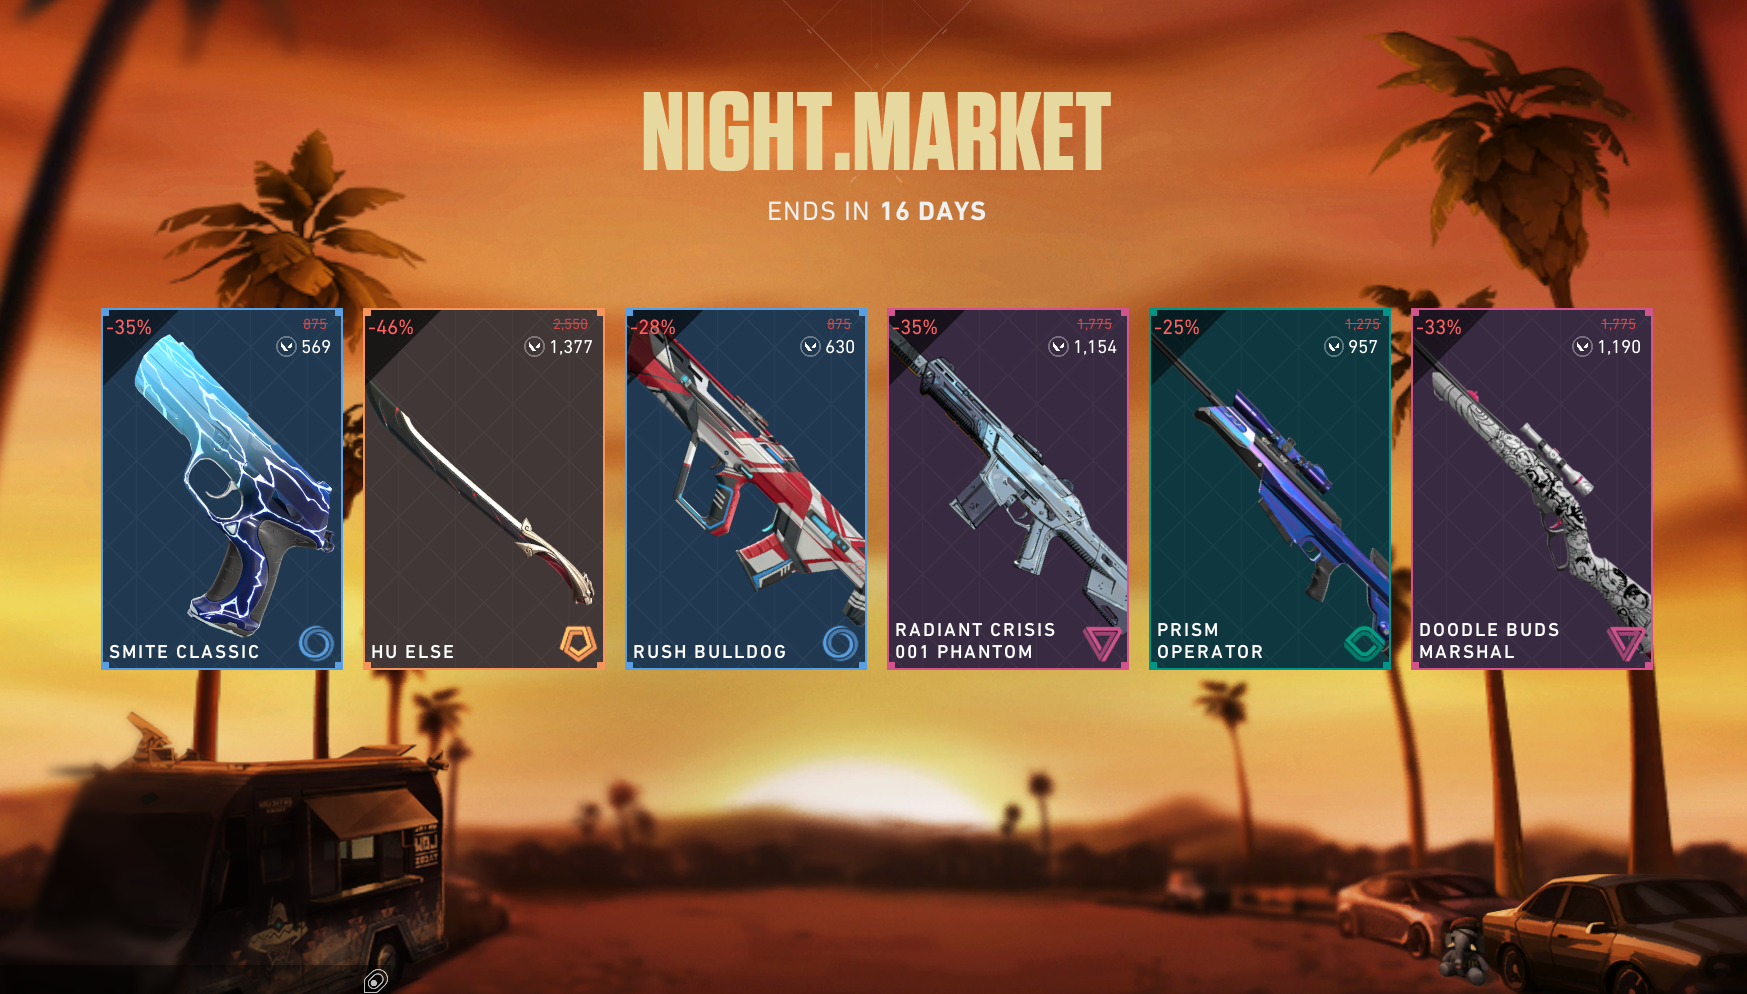 NIGHT.MARKET
ENDS IN 16 DAYS
-35%
875
569
SMITE CLASSIC
-46%
2,550
1,377
HU ELSE
-28%
875
630
RUSH BULLDOG
-35%
1,775
1,154
RADIANT CRISIS
001 PHANTOM
-25%
1,275
957
PRISM
OPERATOR
-33%
1,775
1,190
DOODLE BUDS
MARSHAL